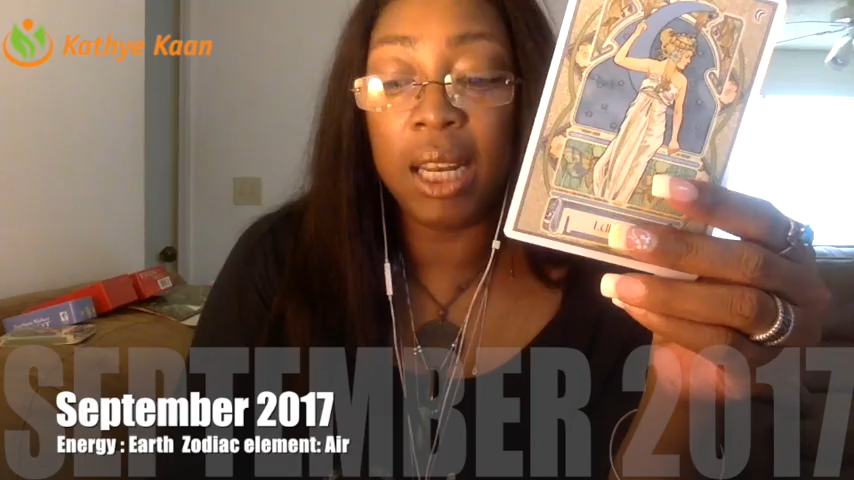 Kathye Kaan
SEPTEMBER 2017
September 2017
Energy : Earth Zodiac element: Air